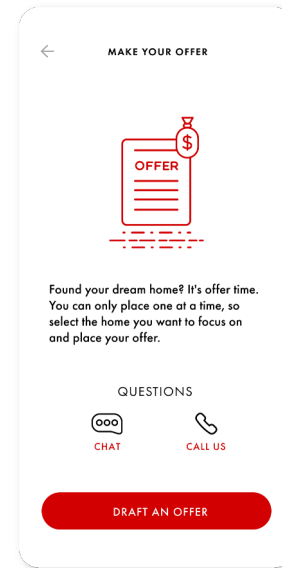 MAKE YOUR OFFER
$
OFFER
Found your dream home? It's offer time.
You can only place one at a time, so
select the home you want to focus on
and place your offer.
QUESTIONS
CHAT
CALL US
DRAFT AN OFFER